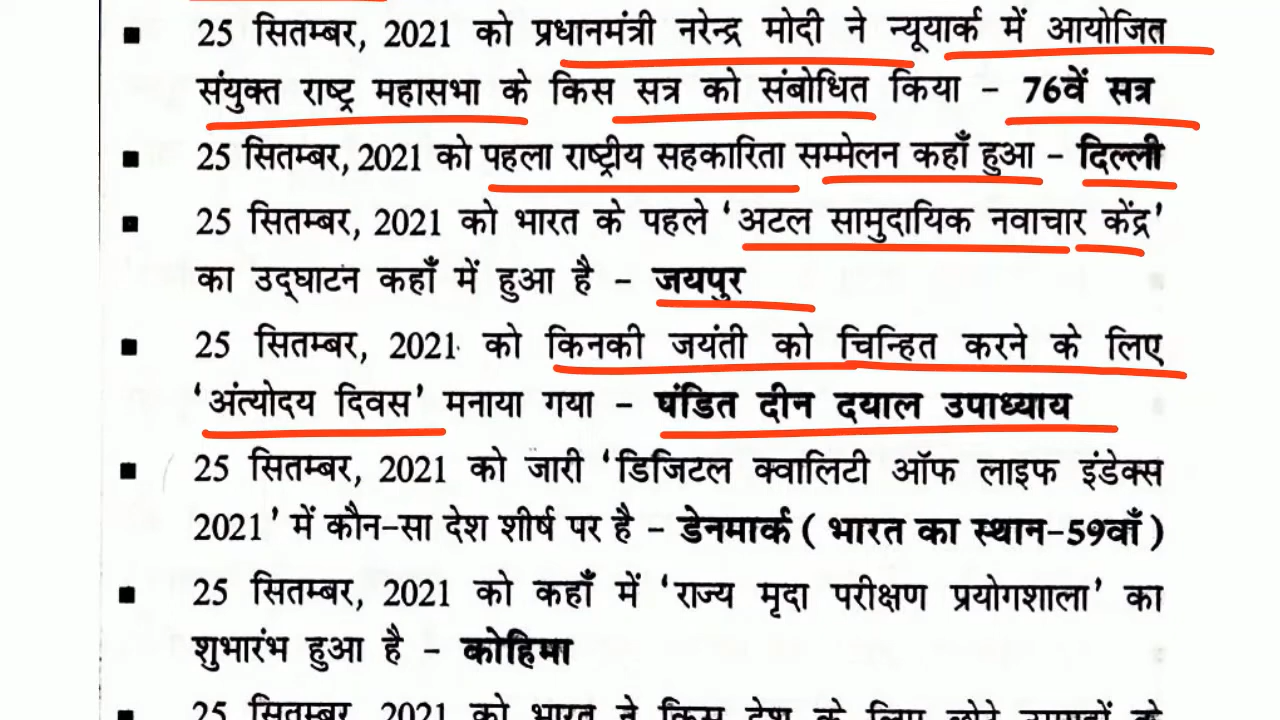 ■ 25 सितम्बर, 2021 को प्रधानमंत्री नरेन्द्र मोदी ने न्यूयार्क में आयोजित
संयुक्त राष्ट्र महासभा के किस सत्र को संबोधित किया – 76वें सत्र
■ 25 सितम्बर, 2021 को पहला राष्ट्रीय सहकारिता सम्मेलन कहाँ हुआ – दिल्ली
■ 25 सितम्बर, 2021 को भारत के पहले ‘अटल सामुदायिक नवाचार केंद्र’
का उद्घाटन कहाँ में हुआ है – जयपुर
■ 25 सितम्बर, 2021 को किनकी जयंती को चिन्हित करने के लिए
‘अंत्योदय दिवस’ मनाया गया – पंडित दीन दयाल उपाध्याय
■ 25 सितम्बर, 2021 को जारी ‘डिजिटल क्वालिटी ऑफ लाइफ इंडेक्स
2021’ में कौन-सा देश शीर्ष पर है – डेनमार्क ( भारत का स्थान-59वाँ )
■ 25 सितम्बर, 2021 को कहाँ में ‘राज्य मृदा परीक्षण प्रयोगशाला’ का
शुभारंभ हुआ है – कोहिमा
■ 25 सितम्बर, 2021 को भारत ने किस देश के लिए छोटे